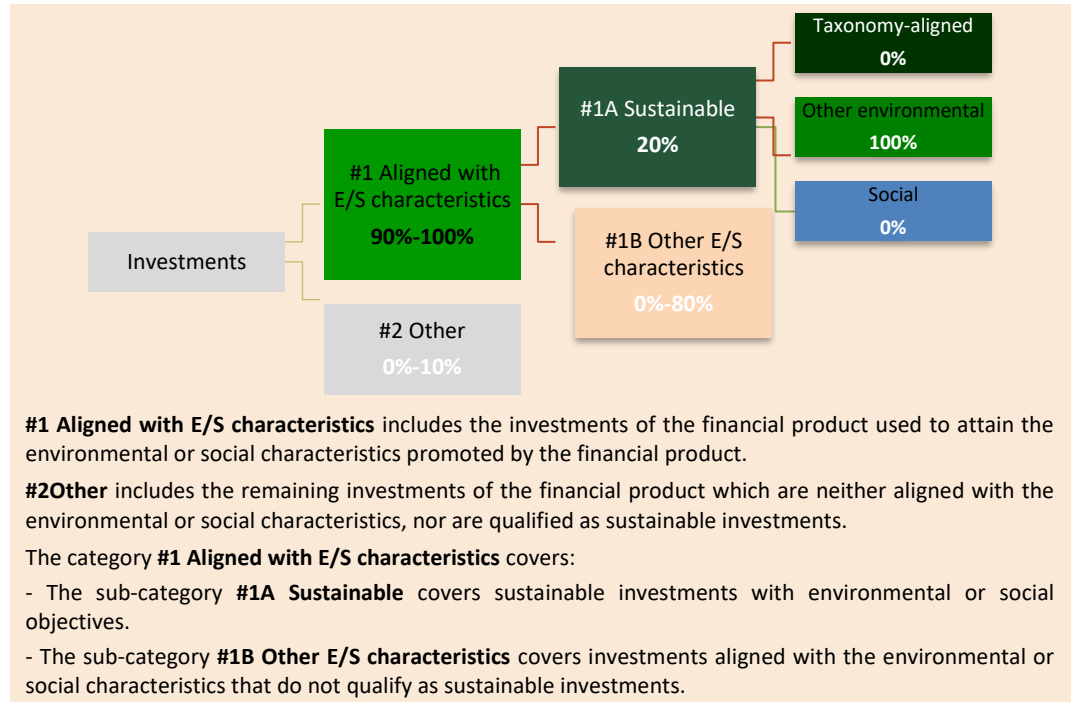 Taxonomy-aligned
0%
#1A Sustainable
20%
Other environmental
100%
#1 Aligned with
E/S characteristics
90%-100%
Social
0%
#1B Other E/S
characteristics
0%-80%
Investments
#2 Other
0%-10%
#1 Aligned with E/S characteristics includes the investments of the financial product used to attain the
environmental or social characteristics promoted by the financial product.
#2Other includes the remaining investments of the financial product which are neither aligned with the
environmental or social characteristics, nor are qualified as sustainable investments.
The category #1 Aligned with E/S characteristics covers:
- The sub-category #1A Sustainable covers sustainable investments with environmental or social
objectives.
- The sub-category #1B Other E/S characteristics covers investments aligned with the environmental or
social characteristics that do not qualify as sustainable investments.